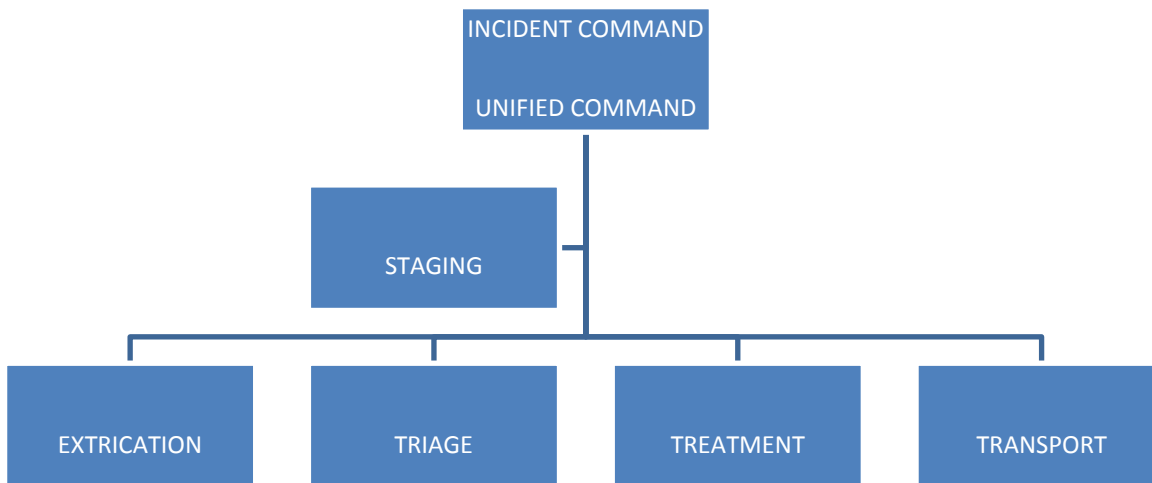 INCIDENT COMMAND
UNIFIED COMMAND
STAGING
EXTRICATION
TRIAGE
TREATMENT
TRANSPORT